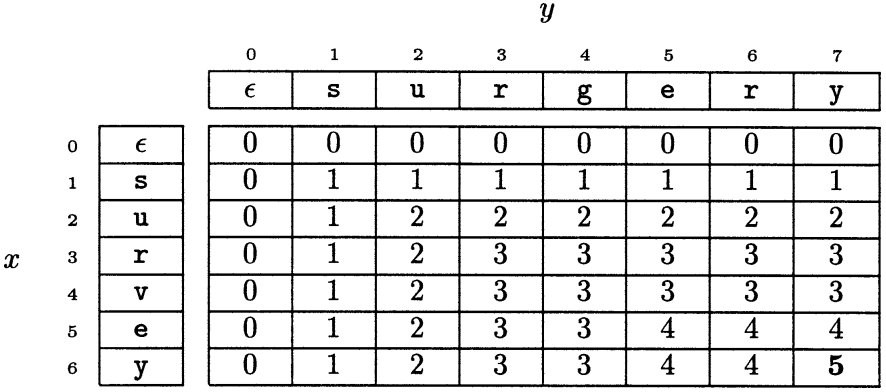 y
0 1 2 3 4 5 6 7
ϵ s u r g e r y
0 ϵ 0 0 0 0 0 0 0 0
1 s 0 1 1 1 1 1 1 1
2 u 0 1 2 2 2 2 2 2
x 3 r 0 1 2 3 3 3 3 3
4 v 0 1 2 3 3 3 3 3
5 e 0 1 2 3 3 4 4 4
6 y 0 1 2 3 3 4 4 5